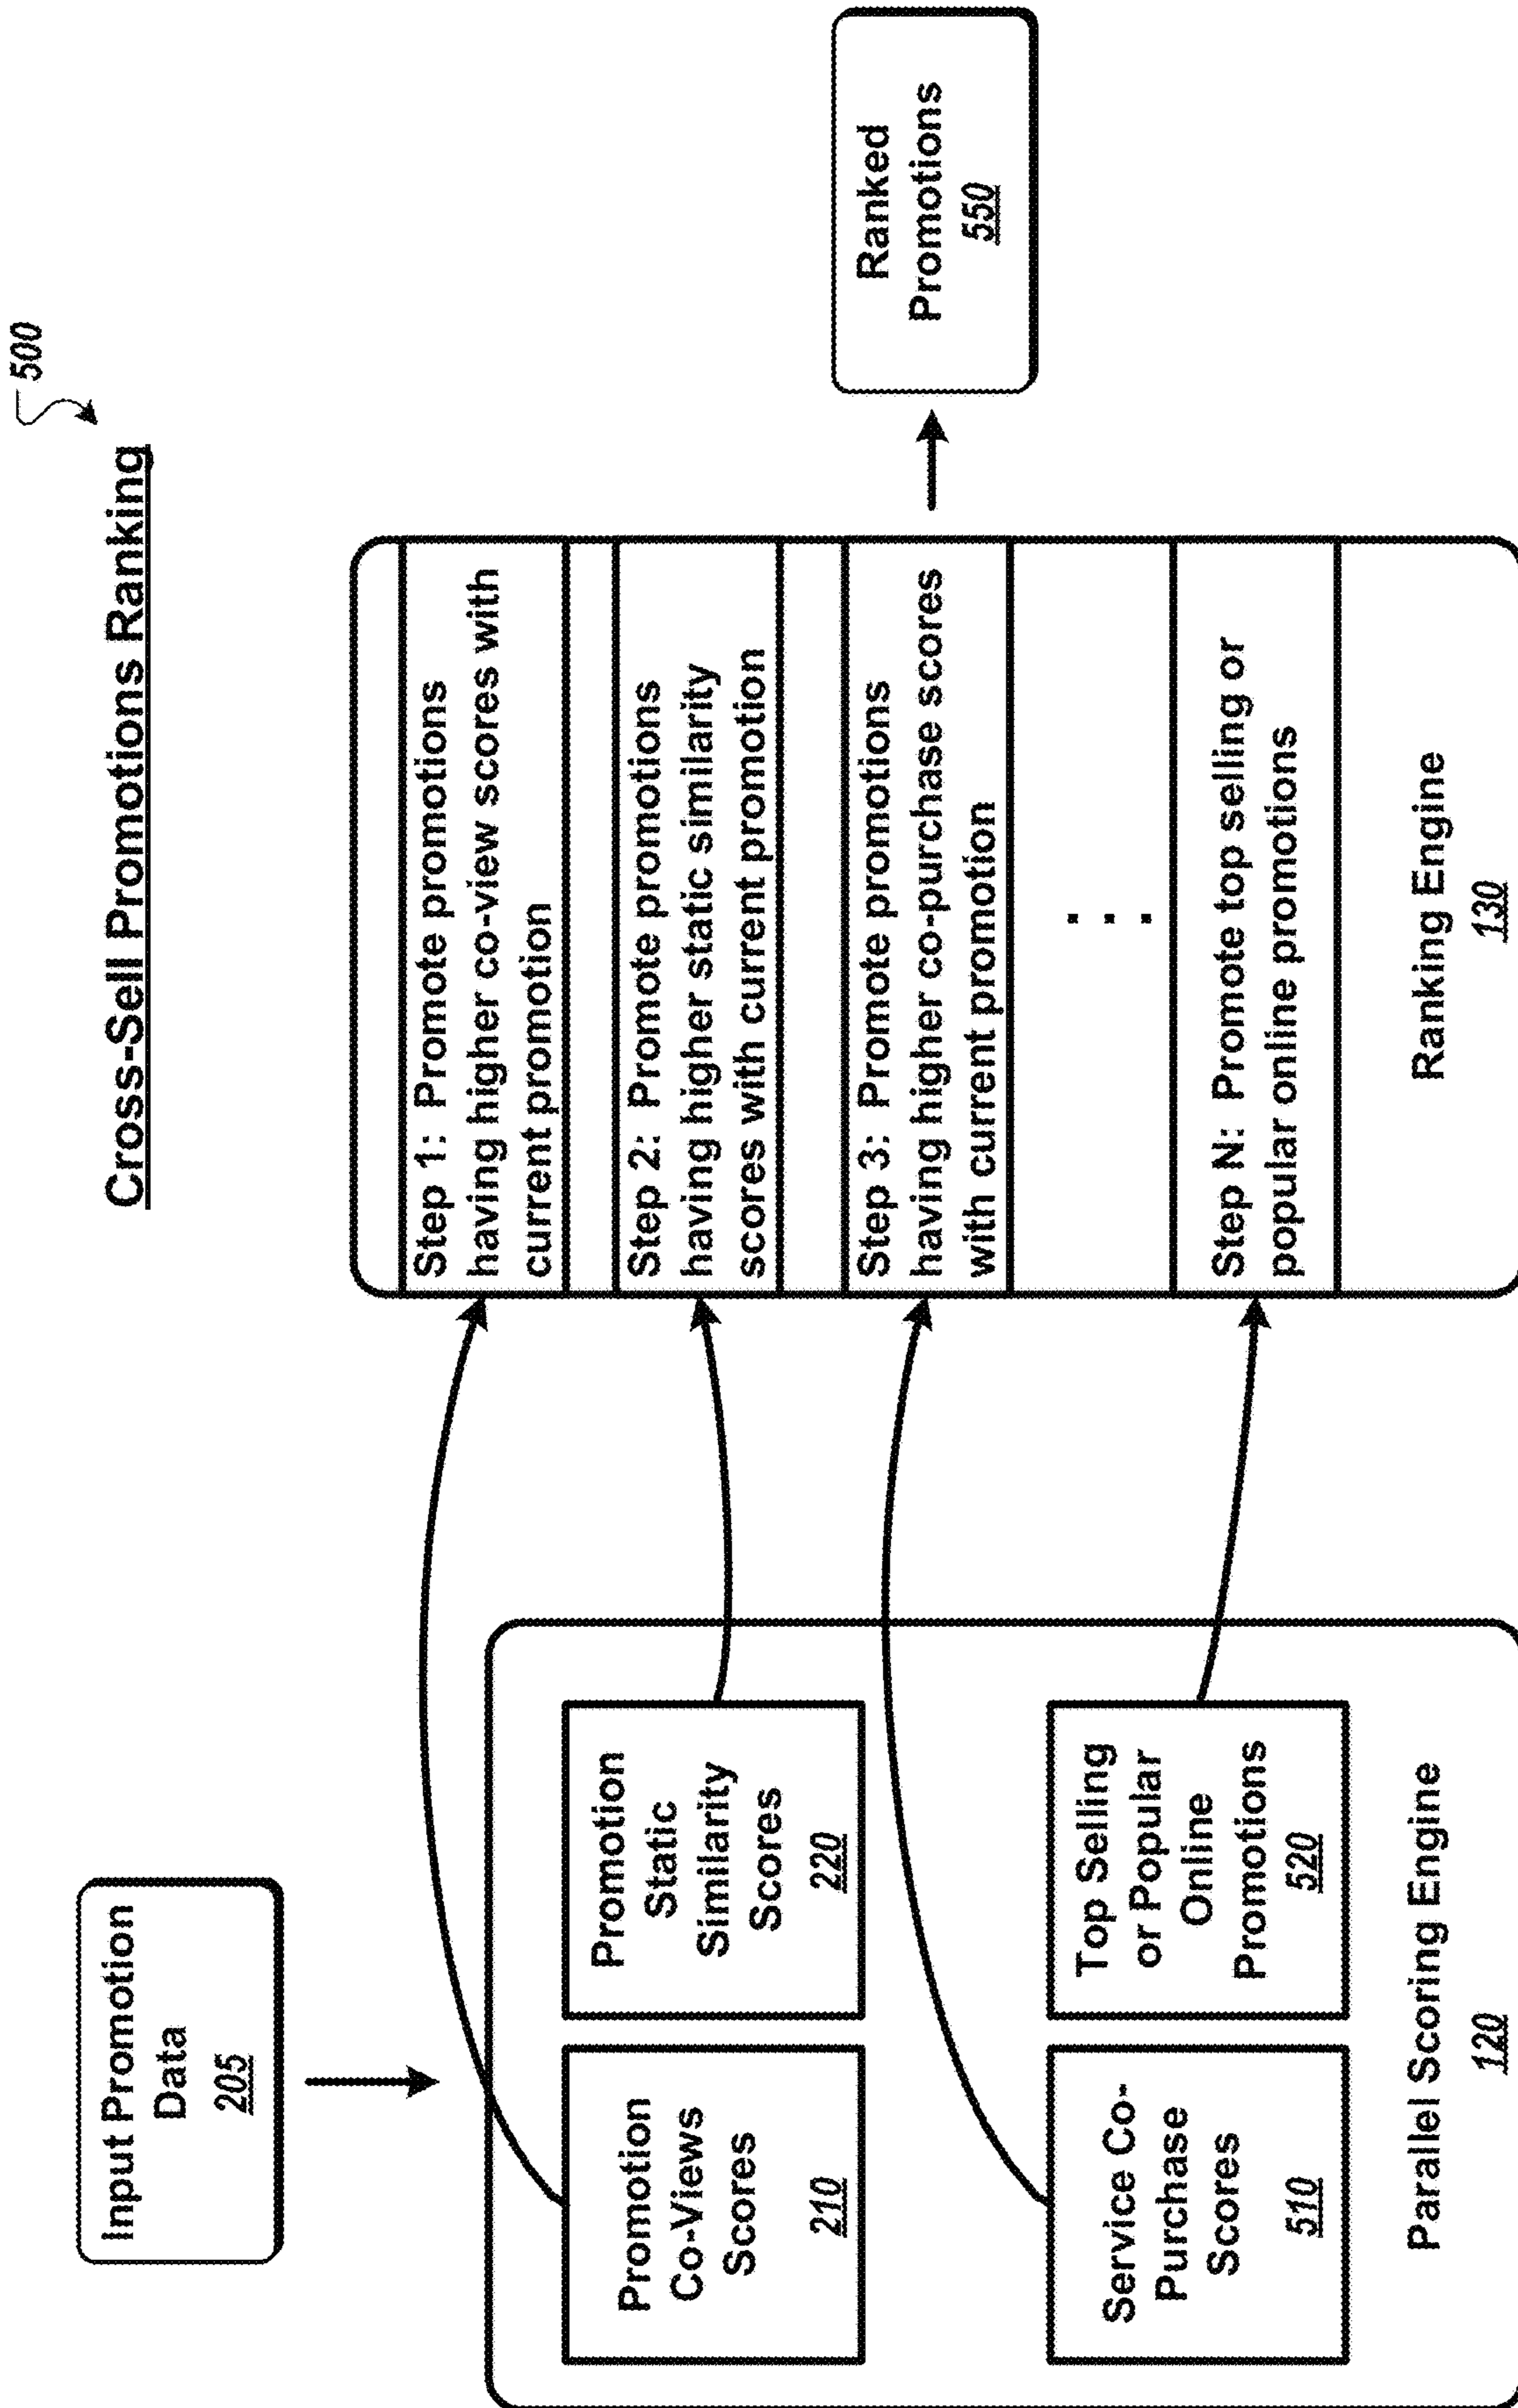 Cross-Sell Promotions Ranking
500
Input Promotion
Data
205
Promotion
Co-Views
Scores
210
Promotion
Static
Similarity
Scores
220
Service Co-
Purchase
Scores
510
Top Selling
or Popular
Online
Promotions
520
Parallel Scoring Engine
120
Step 1: Promote promotions
having higher co-view scores with
current promotion
Step 2: Promote promotions
having higher static similarity
scores with current promotion
Step 3: Promote promotions
having higher co-purchase scores
with current promotion
. . .
Step N: Promote top selling or
popular online promotions
Ranking Engine
130
Ranked
Promotions
550